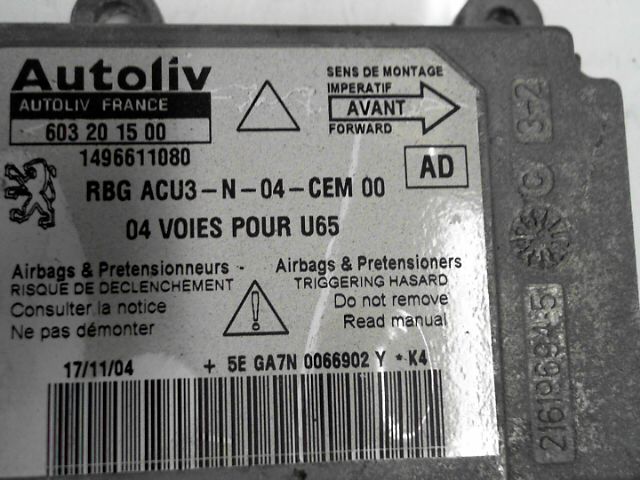 Autoliv
AUTOLIV FRANCE
603 20 15 00
1496611080
SENS DE MONTAGE
IMPERATIF
AVANT
FORWARD
AD
RBG ACU3-N-04-CEM 00
04 VOIES POUR U65
Airbags & Pretensionneurs -
RISQUE DE DECLENCHEMENT
Consulter la notice
Ne pas démonter
Airbags & Pretensioners
TRIGGERING HASARD
Do not remove
Read manual
17/11/04 + 5E GA7N 0066902 Y *-K4
C 3-2